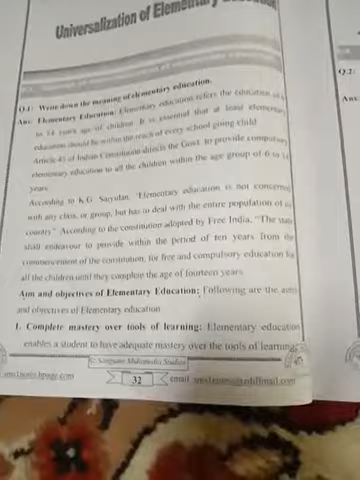 Universalization of Elementary Education
Q.1: Write down the meaning of elementary education.
Ans: Elementary Education: Elementary education refers the education of
to 14 years age of children. It is essential that at least elementary
education should be within the reach of every school going child
Article 45 of Indian Constitution directs the Govt. to provide compulsory
elementary education to all the children within the age group of 6 to 14
years.
According to K.G. Saiyidan, "Elementary education is not concerned
with any class, or group, but has to deal with the entire population of
country" According to the constitution adopted by Free India, "The state
shall endeavour to provide within the period of ten years from the
commencement of the constitution, for free and compulsory education for
all the children until they complete the age of fourteen years
Aim and objectives of Elementary Education: Following are the aims
and objectives of Elementary education
1. Complete mastery over tools of learning: Elementary education
enables a student to have adequate mastery over the tools of learning,
Sangam Multimedia Studios
32
email
Q.2:
Ans: